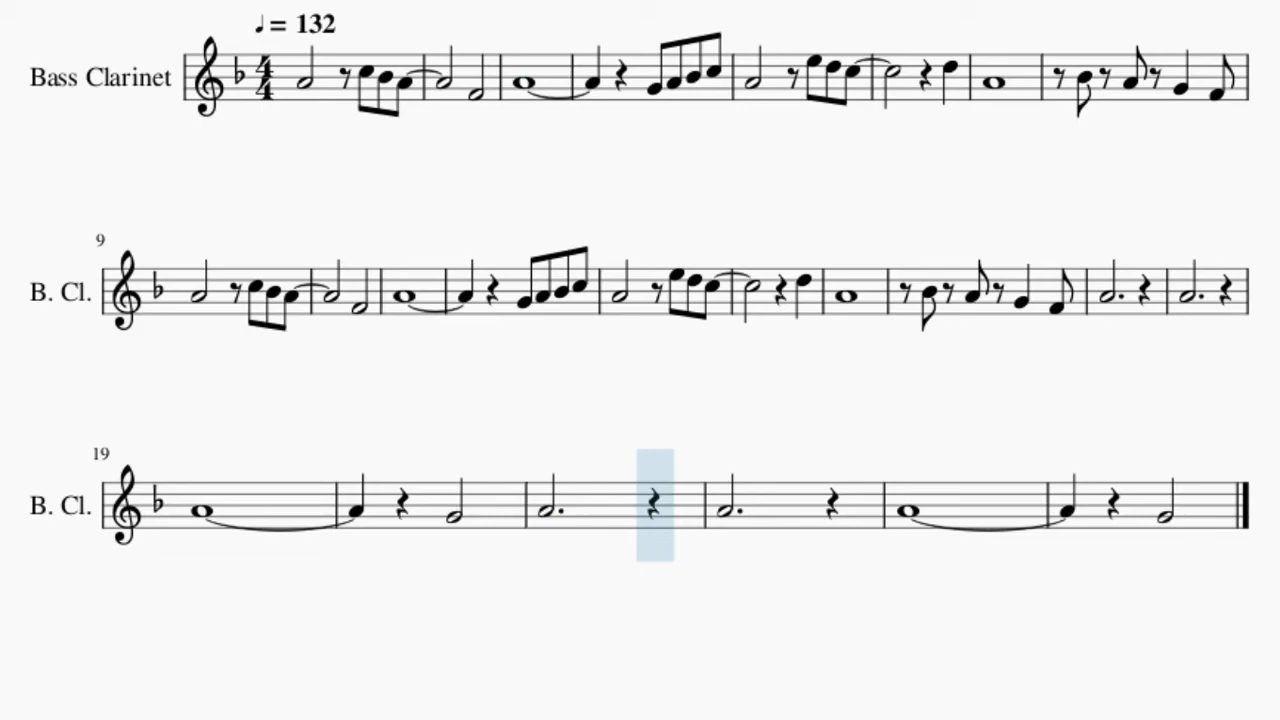 ♩ = 132
Bass Clarinet
4
4
9
B. Cl.
19
B. Cl.